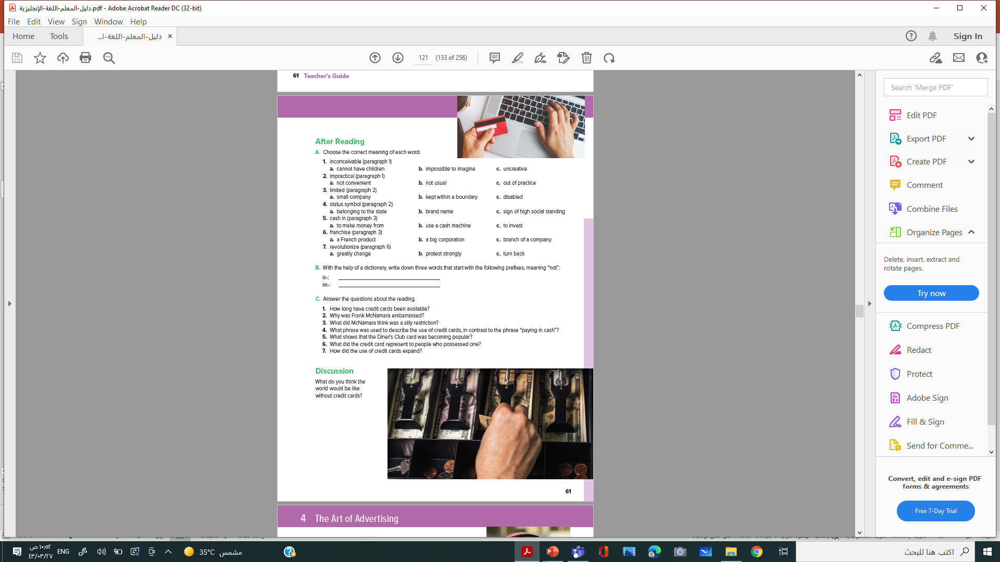 دليل-المعلم-اللغة-الإنجليزية.pdf - Adobe Acrobat Reader DC (32-bit)
File Edit View Sign Window Help
Home Tools دليل-المعلم-اللغة-ا... Sign In
121 (133 of 256)
61 Teacher's Guide
After Reading
A. Choose the correct meaning of each word.
1. inconceivable (paragraph 1)
a. cannot have children b. impossible to imagine c. uncreative
2. impractical (paragraph 1)
a. not convenient b. not usual c. out of practice
3. limited (paragraph 2)
a. small company b. kept within a boundary c. disabled
4. status symbol (paragraph 2)
a. belonging to the state b. brand name c. sign of high social standing
5. cash in (paragraph 3)
a. to make money from b. use a cash machine c. to invest
6. franchise (paragraph 3)
a. a French product b. a big corporation c. branch of a company
7. revolutionize (paragraph 6)
a. greatly change b. protest strongly c. turn back
B. With the help of a dictionary, write down three words that start with the following prefixes, meaning “not”:
in-:
im-:
C. Answer the questions about the reading.
1. How long have credit cards been available?
2. Why was Frank McNamara embarrassed?
3. What did McNamara think was a silly restriction?
4. What phrase was used to describe the use of credit cards, in contrast to the phrase “paying in cash”?
5. What shows that the Diner’s Club card was becoming popular?
6. What did the credit card represent to people who possessed one?
7. How did the use of credit cards expand?
Discussion
What do you think the
world would be like
without credit cards?
61
4 The Art of Advertising
Search 'Merge PDF'
Edit PDF
Export PDF
Create PDF
Comment
Combine Files
Organize Pages
Delete, insert, extract and
rotate pages.
Try now
Compress PDF
Redact
Protect
Adobe Sign
Fill & Sign
Send for Comme...
Convert, edit and e-sign PDF
forms & agreements
Free 7-Day Trial
١٠:٥٢ ص
٤٣/٠٣/٢٧
ENG
35°C مشمس
اكتب هنا للبحث